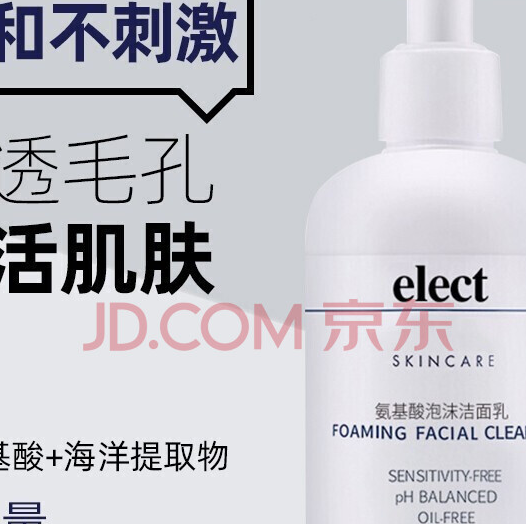 和不刺激
透毛孔
活肌肤
elect
JD.COM 京东
SKINCARE
氨基酸泡沫洁面乳
FOAMING FACIAL CLEA
基酸+海洋提取物
SENSITIVITY-FREE
pH BALANCED
OIL-FREE
量